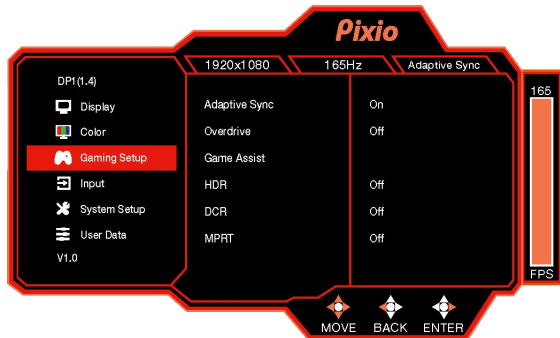 Pixio
1920x1080 165Hz Adaptive Sync
DP1(1.4)
Display
Color
Gaming Setup
Input
System Setup
User Data
V1.0
Adaptive Sync On
Overdrive Off
Game Assist
HDR Off
DCR Off
MPRT Off
165
FPS
MOVE BACK ENTER